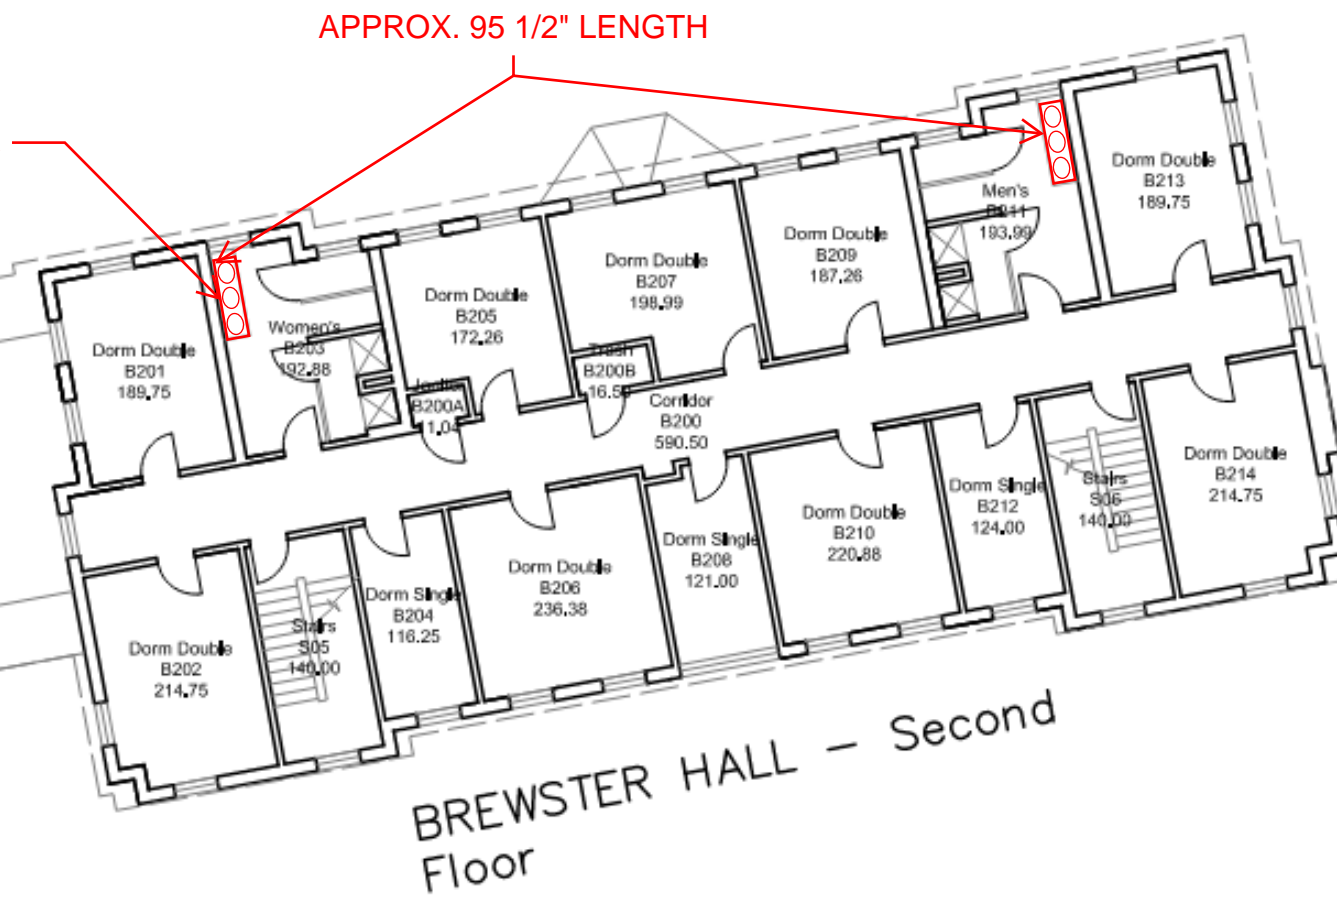 APPROX. 95 1/2" LENGTH
Dorm Double
B213
189.75
Men's
B211
193.99
Dorm Double
B209
187.26
Dorm Double
B207
198.99
Dorm Double
B205
172.26
Women's
B203
192.88
Dorm Double
B201
189.75
Trash
B200B
16.50
B200A
11.04
Corridor
B200
590.50
Dorm Double
B214
214.75
Stairs
S06
140.00
Dorm Single
B212
124.00
Dorm Double
B210
220.88
Dorm Single
B208
121.00
Dorm Double
B206
236.38
Dorm Single
B204
116.25
Stairs
S05
140.00
Dorm Double
B202
214.75
BREWSTER HALL - Second
Floor